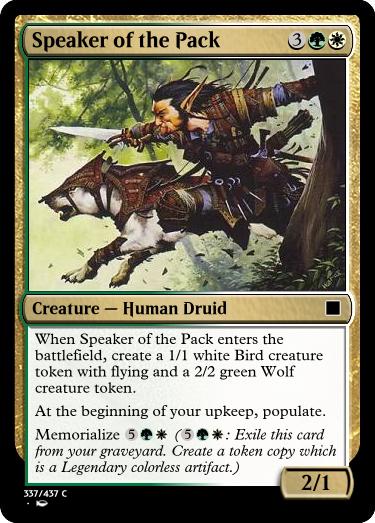 Speaker of the Pack 3
Creature — Human Druid
When Speaker of the Pack enters the
battlefield, create a 1/1 white Bird creature
token with flying and a 2/2 green Wolf
creature token.
At the beginning of your upkeep, populate.
Memorialize 5 (5: Exile this card
from your graveyard. Create a token copy which
is a Legendary colorless artifact.)
2/1
337/437 C